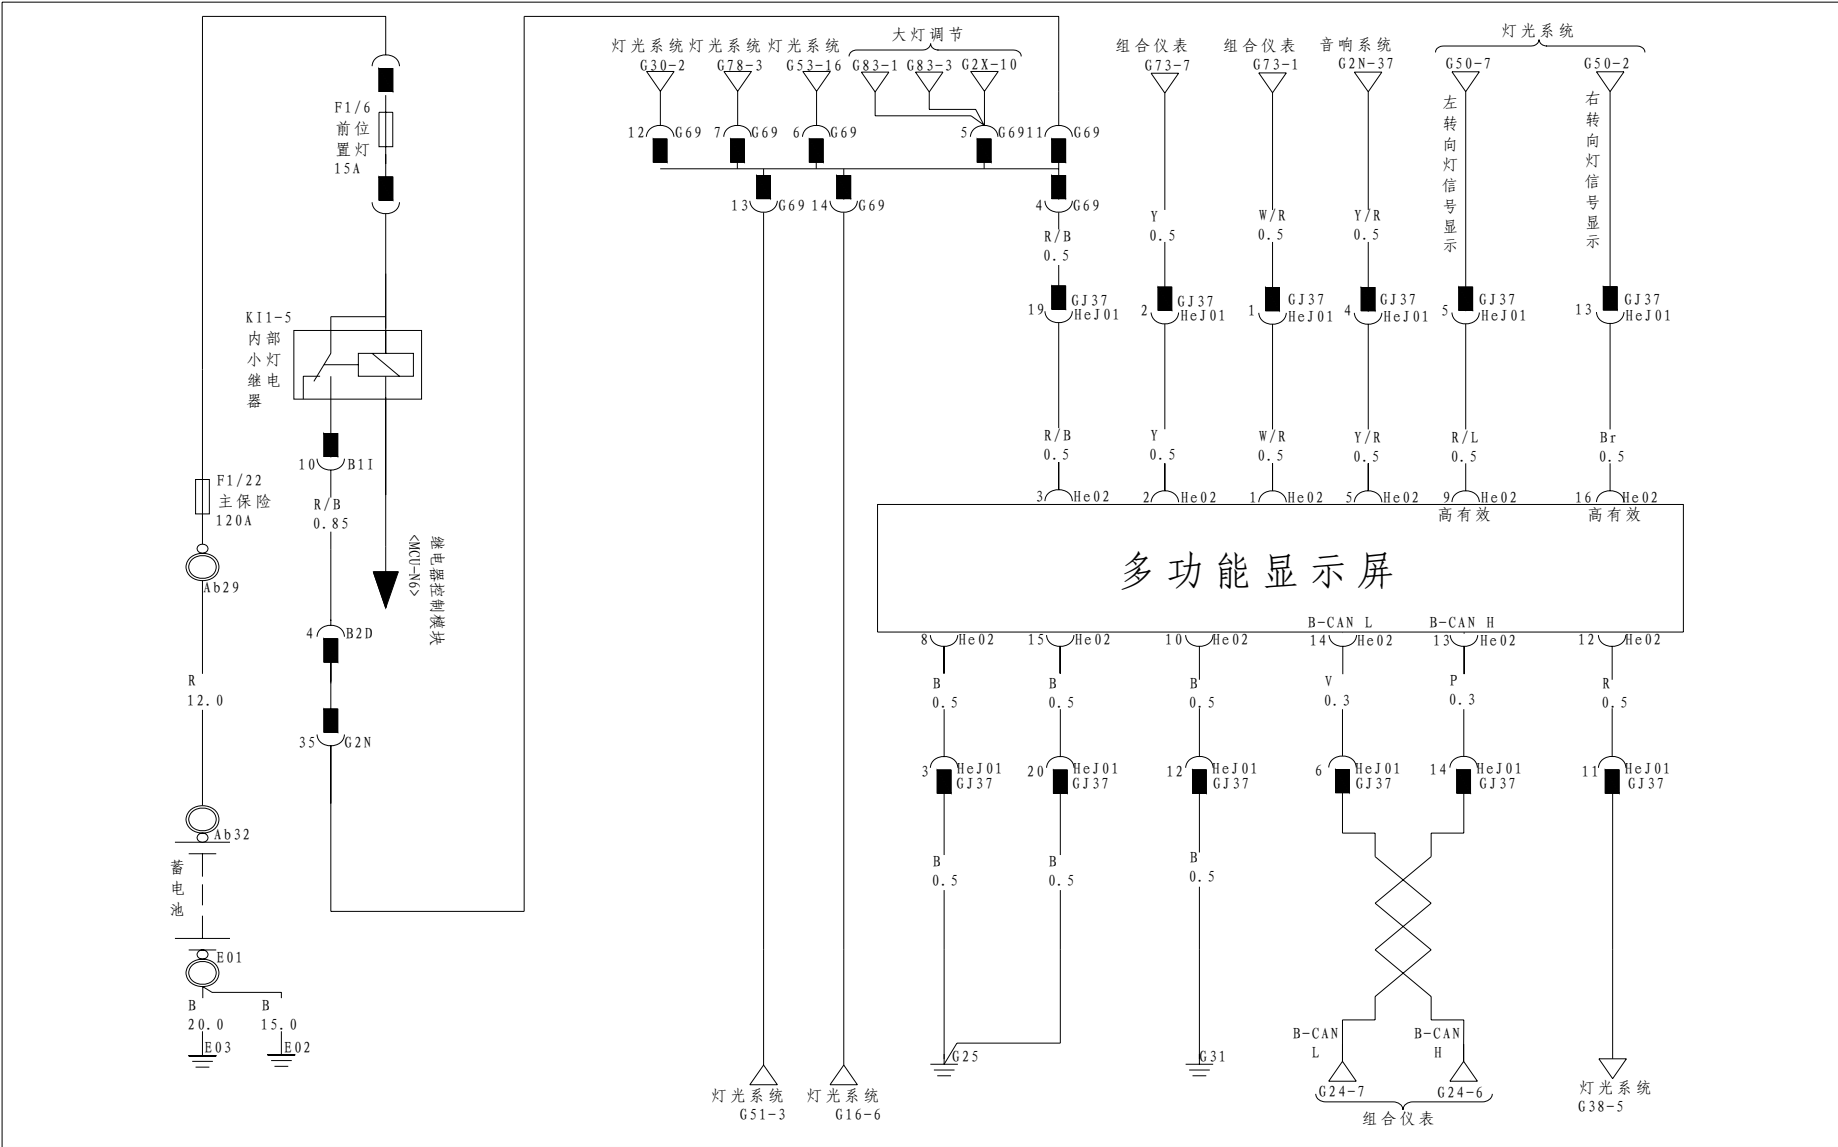 大灯调节
灯光系统
灯光系统 灯光系统 灯光系统
组合仪表 组合仪表 音响系统
G30-2 G78-3 G53-16 G83-1 G83-3 G2X-10 G73-7 G73-1 G2N-37 G50-7 G50-2
左转向灯信号显示
右转向灯信号显示
F1/6
前位
置灯
15A
12 G69 7 G69 6 G69 5 G69 11 G69
13 G69 14 G69 4 G69
R/B
0.5
Y
0.5
W/R
0.5
Y/R
0.5
19 GJ37
HeJ01
2 GJ37
HeJ01
1 GJ37
HeJ01
4 GJ37
HeJ01
5 GJ37
HeJ01
13 GJ37
HeJ01
KI1-5
内部
小灯
继电
器
R/B
0.5
Y
0.5
W/R
0.5
Y/R
0.5
R/L
0.5
Br
0.5
10 B1I
R/B
0.85
F1/22
主保险
120A
3 He02 2 He02 1 He02 5 He02 9 He02 16 He02
高有效 高有效
多功能显示屏
继电器控制模块
<MCU-N6>
Ab29
4 B2D
B-CAN L B-CAN H
8 He02 15 He02 10 He02 14 He02 13 He02 12 He02
R
12.0
B
0.5
B
0.5
B
0.5
V
0.3
P
0.3
R
0.5
35 G2N
3 HeJ01
GJ37
20 HeJ01
GJ37
12 HeJ01
GJ37
6 HeJ01
GJ37
14 HeJ01
GJ37
11 HeJ01
GJ37
Ab32
蓄
电
池
B
0.5
B
0.5
B
0.5
E01
B
20.0
B
15.0
E03 E02
B-CAN
L
B-CAN
H
G25 G31
G24-7 G24-6
组合仪表
灯光系统
G51-3
灯光系统
G16-6
灯光系统
G38-5